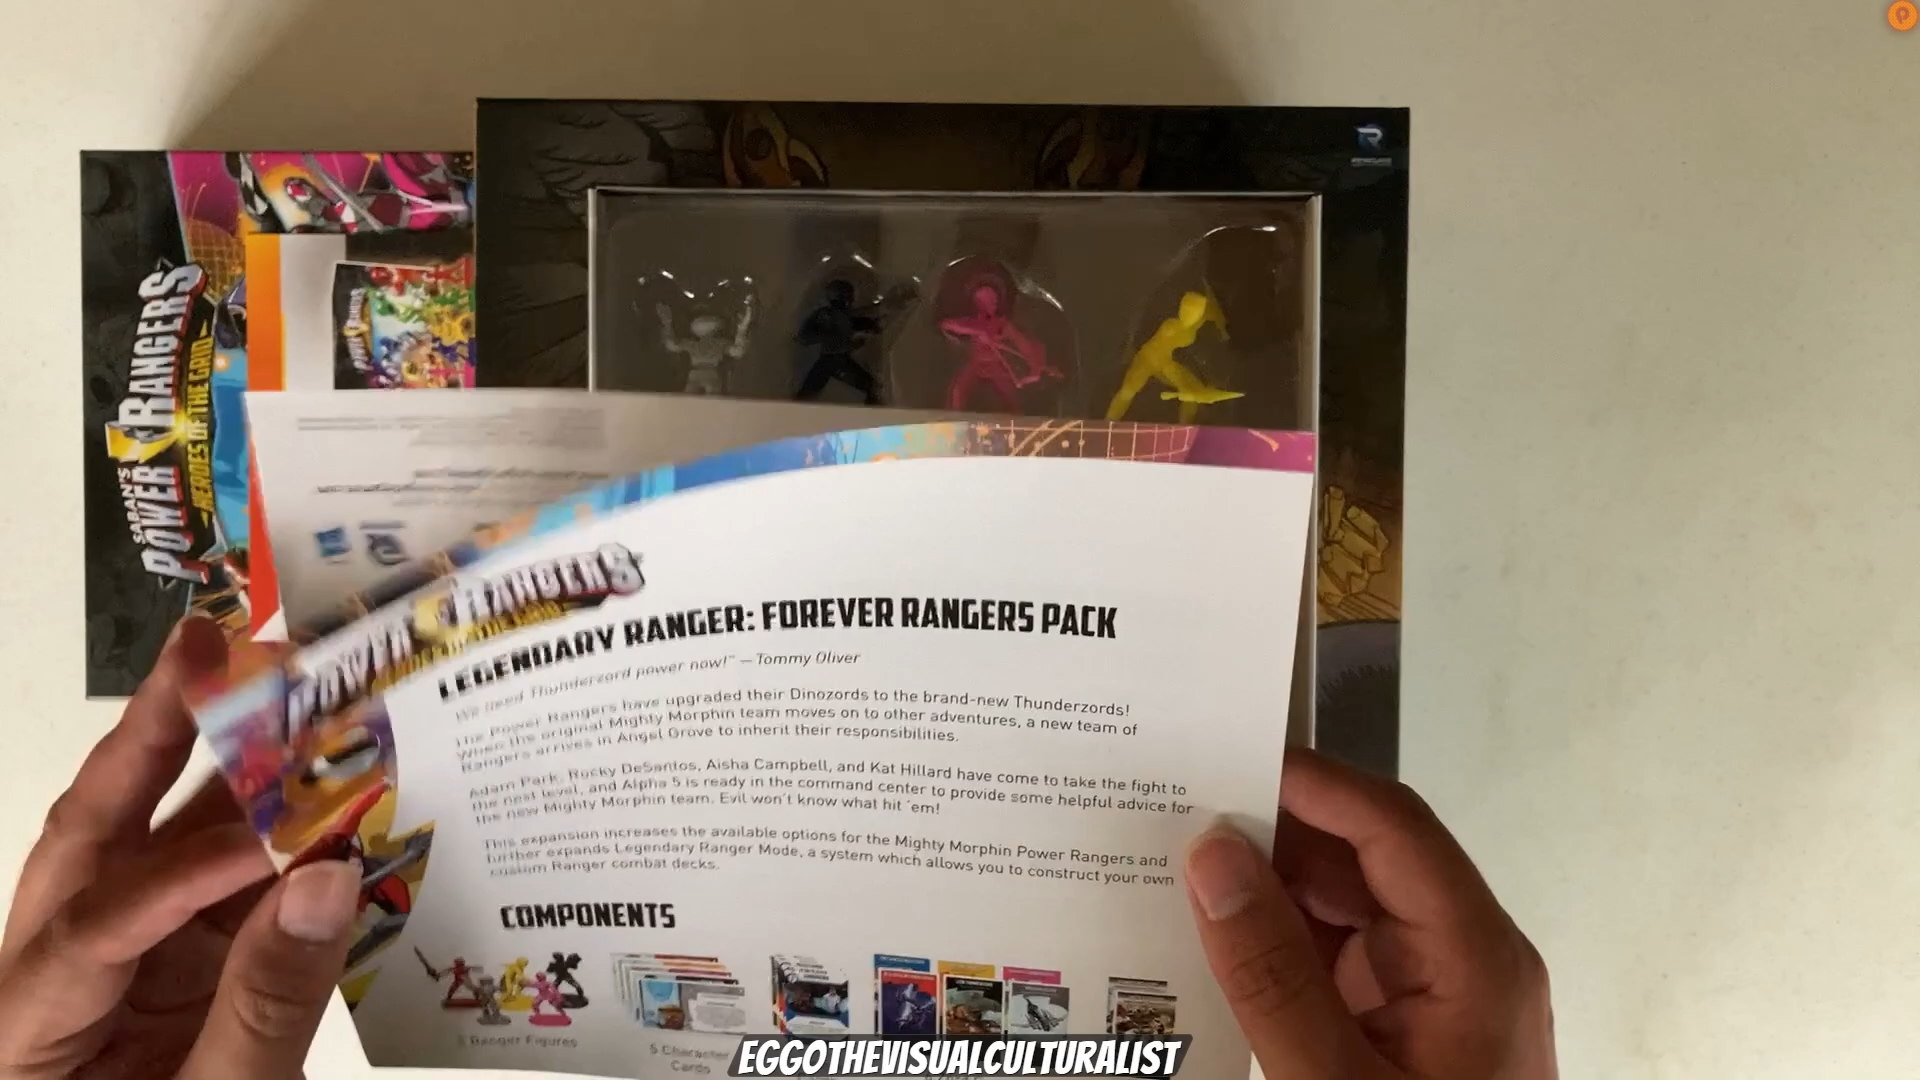 SABAN'S
POWER RANGERS
HEROES OF THE GRID
POWER RANGERS
LEGENDARY RANGER: FOREVER RANGERS PACK
We need Thunderzord power now!" — Tommy Oliver
The Power Rangers have upgraded their Dinozords to the brand-new Thunderzords!
When the original Mighty Morphin team moves on to other adventures, a new team of
Rangers arrives in Angel Grove to inherit their responsibilities.
Adam Park, Rocky DeSantos, Aisha Campbell, and Kat Hillard have come to take the fight to
the next level, and Alpha 5 is ready in the command center to provide some helpful advice for
the new Mighty Morphin team. Evil won't know what hit 'em!
This expansion increases the available options for the Mighty Morphin Power Rangers and
further expands Legendary Ranger Mode, a system which allows you to construct your own
custom Ranger combat decks.
COMPONENTS
5 Ranger Figures
5 Character
Cards
EGGOTHEVISUALCULTURALIST